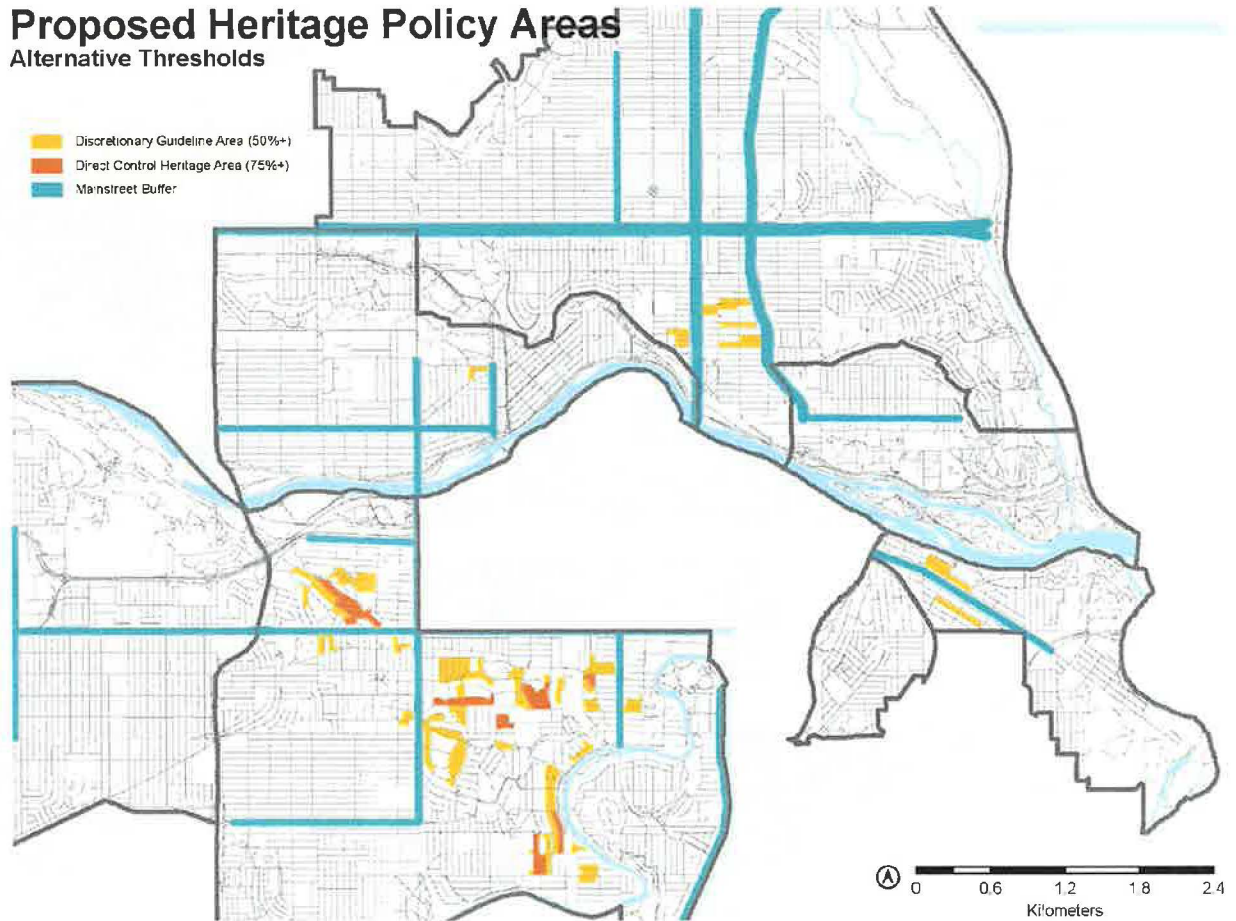 Proposed Heritage Policy Areas
Alternative Thresholds
Discretionary Guideline Area (50%+)
Direct Control Heritage Area (75%+)
Mainstreet Buffer
A
0 0.6 1.2 1.8 2.4
Kilometers